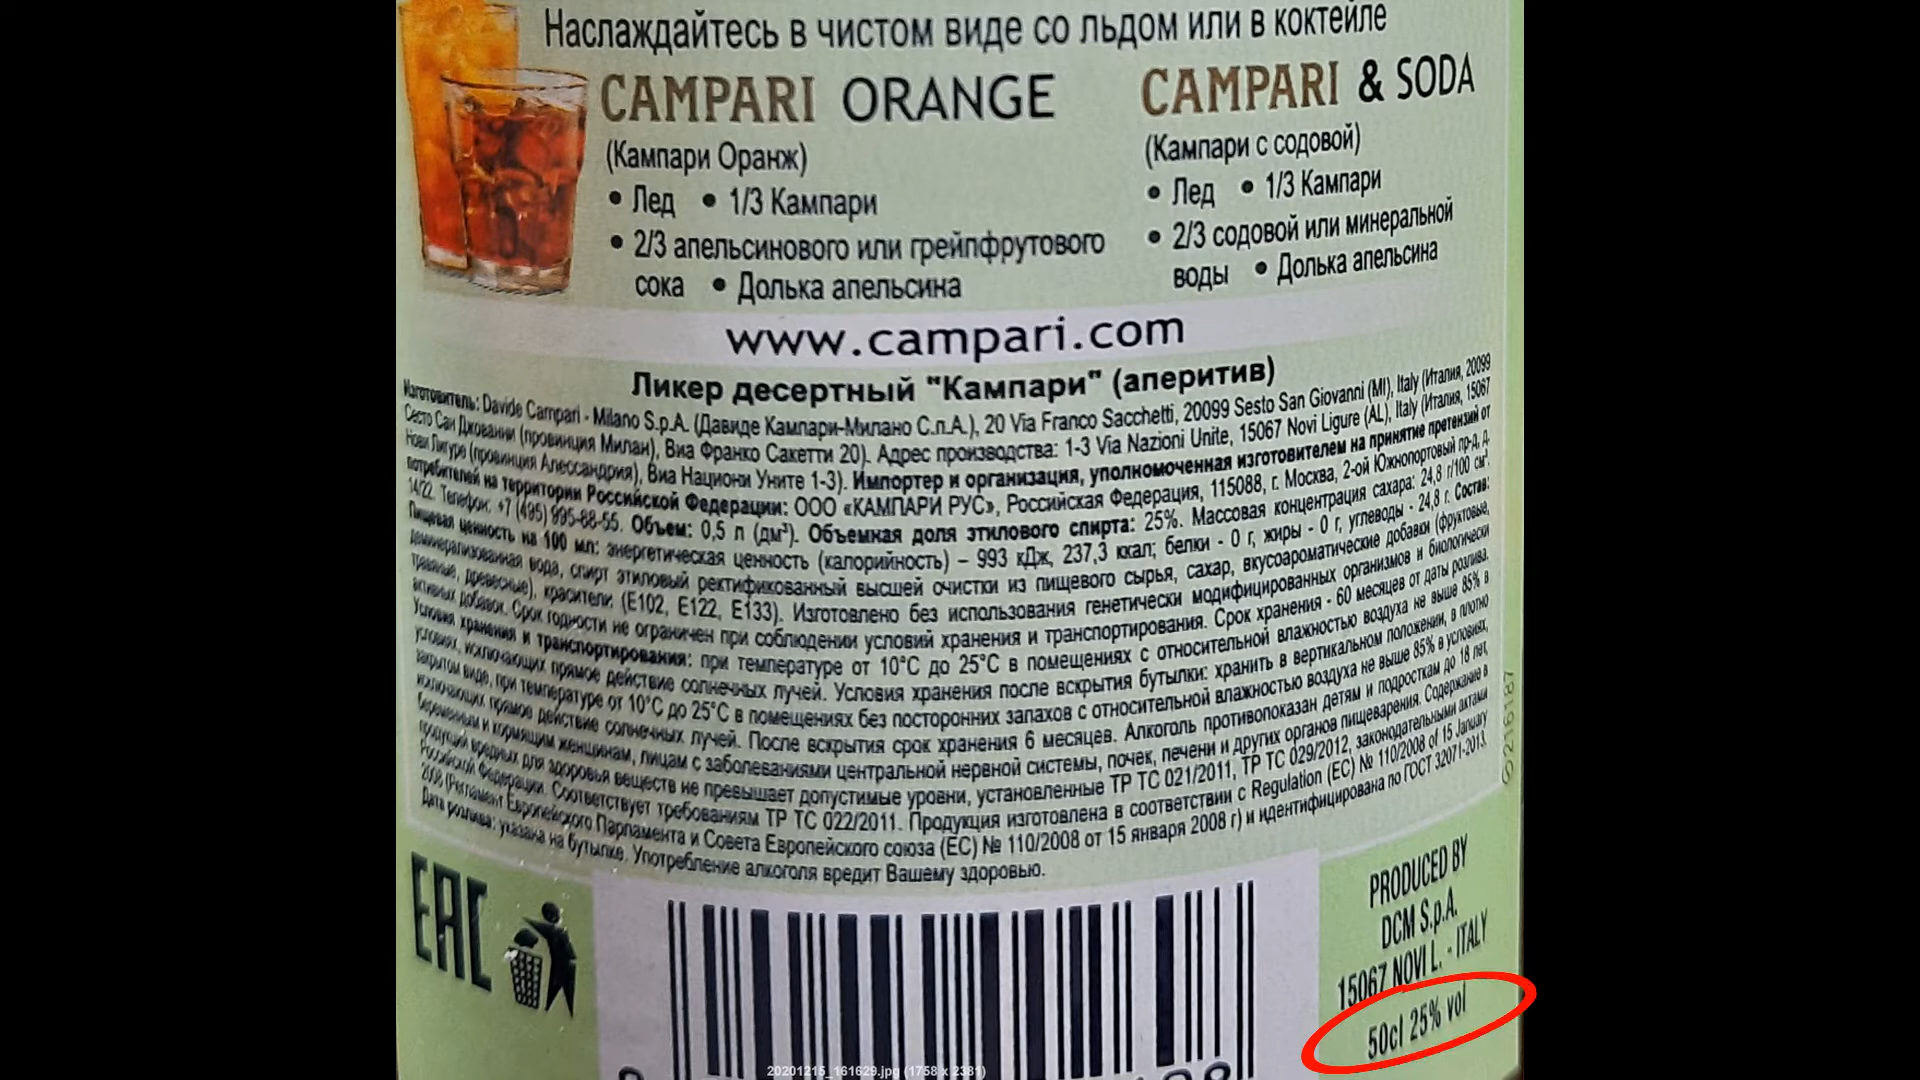 Наслаждайтесь в чистом виде со льдом или в коктейле
CAMPARI ORANGE
(Кампари Оранж)
• Лед • 1/3 Кампари
• 2/3 апельсинового или грейпфрутового
сока • Долька апельсина
CAMPARI & SODA
(Кампари с содовой)
• Лед • 1/3 Кампари
• 2/3 содовой или минеральной
воды • Долька апельсина
www.campari.com
Ликер десертный "Кампари" (аперитив)
Изготовитель: Davide Campari - Milano S.p.A. (Давиде Кампари-Милано С.п.А.), 20 Via Franco Sacchetti, 20099 Sesto San Giovanni (MI), Italy (Италия, 20099
Сесто Сан Джованни (провинция Милан), Виа Франко Сакетти 20). Адрес производства: 1-3 Via Nazioni Unite, 15067 Novi Ligure (AL), Italy (Италия, 15067
Нови Лигуре (провинция Алессандрия), Виа Национи Уните 1-3). Импортер и организация, уполномоченная изготовителем на принятие претензий от
потребителей на территории Российской Федерации: ООО «КАМПАРИ РУС», Российская Федерация, 115088, г. Москва, 2-ой Южнопортовый пр-д, д.
14/22. Телефон: +7 (495) 995-88-55. Объем: 0,5 л (дм³). Объемная доля этилового спирта: 25%. Массовая концентрация сахара: 24,8 г/100 см³.
Пищевая ценность на 100 мл: энергетическая ценность (калорийность) – 993 кДж, 237,3 ккал; белки - 0 г, жиры - 0 г, углеводы - 24,8 г. Состав:
деминерализованная вода, спирт этиловый ректификованный высшей очистки из пищевого сырья, сахар, вкусоароматические добавки (фруктовые,
травяные, древесные), красители (E102, E122, E133). Изготовлено без использования генетически модифицированных организмов и биологически
активных добавок. Срок годности не ограничен при соблюдении условий хранения и транспортирования. Срок хранения - 60 месяцев от даты розлива.
Условия хранения и транспортирования: при температуре от 10°C до 25°C в помещениях с относительной влажностью воздуха не выше 85% в
условиях, исключающих прямое действие солнечных лучей. Условия хранения после вскрытия бутылки: хранить в вертикальном положении, в плотно
закрытом виде, при температуре от 10°C до 25°C в помещениях без посторонних запахов с относительной влажностью воздуха не выше 85% в условиях,
исключающих прямое действие солнечных лучей. После вскрытия срок хранения 6 месяцев. Алкоголь противопоказан детям и подросткам до 18 лет,
беременным и кормящим женщинам, лицам с заболеваниями центральной нервной системы, почек, печени и других органов пищеварения. Содержание в
продукции вредных для здоровья веществ не превышает допустимые уровни, установленные ТР ТС 021/2011, ТР ТС 029/2012, законодательными актами
Российской Федерации. Соответствует требованиям ТР ТС 022/2011. Продукция изготовлена в соответствии с Regulation (EC) № 110/2008 of 15 January
2008 (Регламент Европейского Парламента и Совета Европейского союза (ЕС) № 110/2008 от 15 января 2008 г) и идентифицирована по ГОСТ 32071-2013.
Дата розлива: указана на бутылке. Употребление алкоголя вредит Вашему здоровью.
EAC
PRODUCED BY
DCM S.p.A.
15067 NOVI L. - ITALY
50cl 25% vol
20201215_161629.jpg (1758 x 2381)